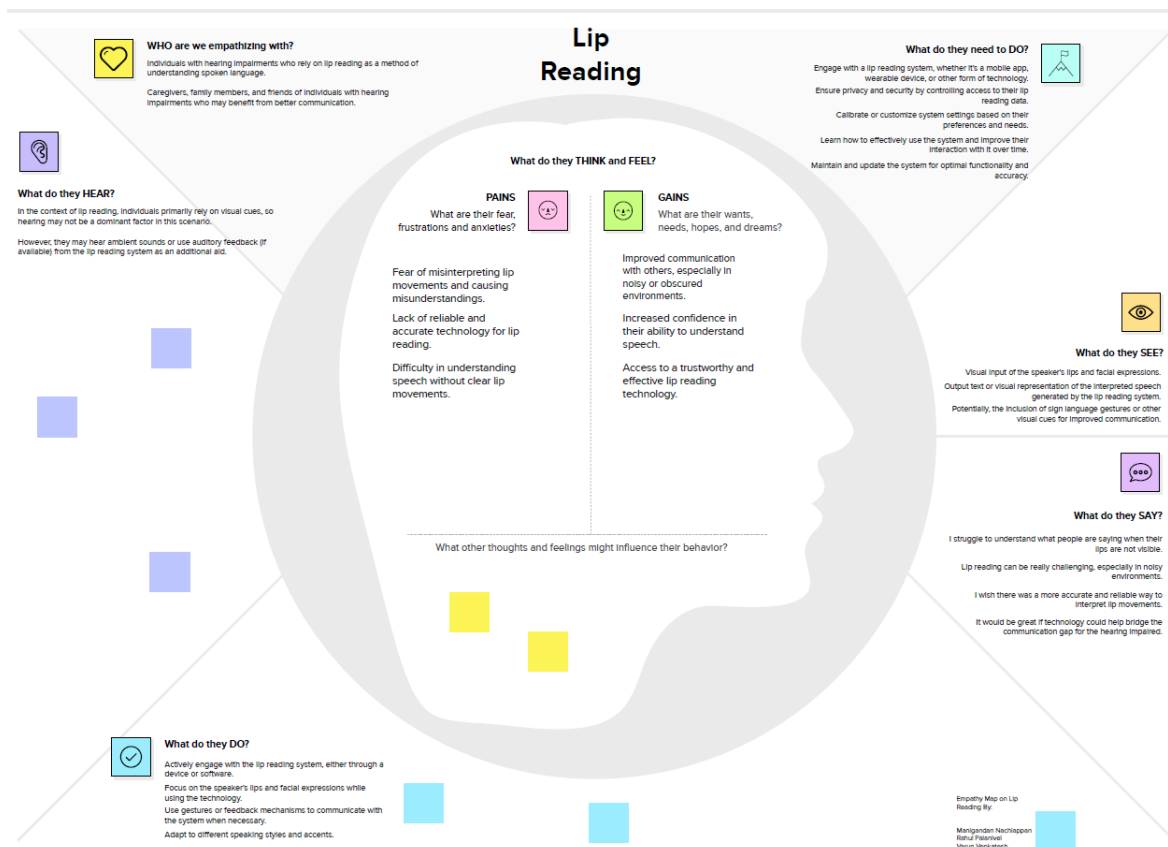 Lip
Reading
WHO are we empathizing with?
Individuals with hearing impairments who rely on lip reading as a method of
understanding spoken language.
Caregivers, family members, and friends of individuals with hearing
impairments who may benefit from better communication.
What do they need to DO?
Engage with a lip reading system, whether it's a mobile app,
wearable device, or other form of technology.
Ensure privacy and security by controlling access to their lip
reading data.
Calibrate or customize system settings based on their
preferences and needs.
Learn how to effectively use the system and improve their
interaction with it over time.
Maintain and update the system for optimal functionality and
accuracy.
What do they HEAR?
In the context of lip reading, individuals primarily rely on visual cues, so
hearing may not be a dominant factor in this scenario.
However, they may hear ambient sounds or use auditory feedback (if
available) from the lip reading system as an additional aid.
What do they THINK and FEEL?
PAINS
What are their fear,
frustrations and anxieties?
Fear of misinterpreting lip
movements and causing
misunderstandings.
Lack of reliable and
accurate technology for lip
reading.
Difficulty in understanding
speech without clear lip
movements.
GAINS
What are their wants,
needs, hopes, and dreams?
Improved communication
with others, especially in
noisy or obscured
environments.
Increased confidence in
their ability to understand
speech.
Access to a trustworthy and
effective lip reading
technology.
What do they SEE?
Visual input of the speaker's lips and facial expressions.
Output text or visual representation of the interpreted speech
generated by the lip reading system.
Potentially, the inclusion of sign language gestures or other
visual cues for improved communication.
What do they SAY?
I struggle to understand what people are saying when their
lips are not visible.
Lip reading can be really challenging, especially in noisy
environments.
I wish there was a more accurate and reliable way to
interpret lip movements.
It would be great if technology could help bridge the
communication gap for the hearing impaired.
What other thoughts and feelings might influence their behavior?
What do they DO?
Actively engage with the lip reading system, either through a
device or software.
Focus on the speaker's lips and facial expressions while
using the technology.
Use gestures or feedback mechanisms to communicate with
the system when necessary.
Adapt to different speaking styles and accents.
Empathy Map on Lip
Reading By:
Manigandan Nachiappan
Rahul Palanivel
Varun Venkatesh